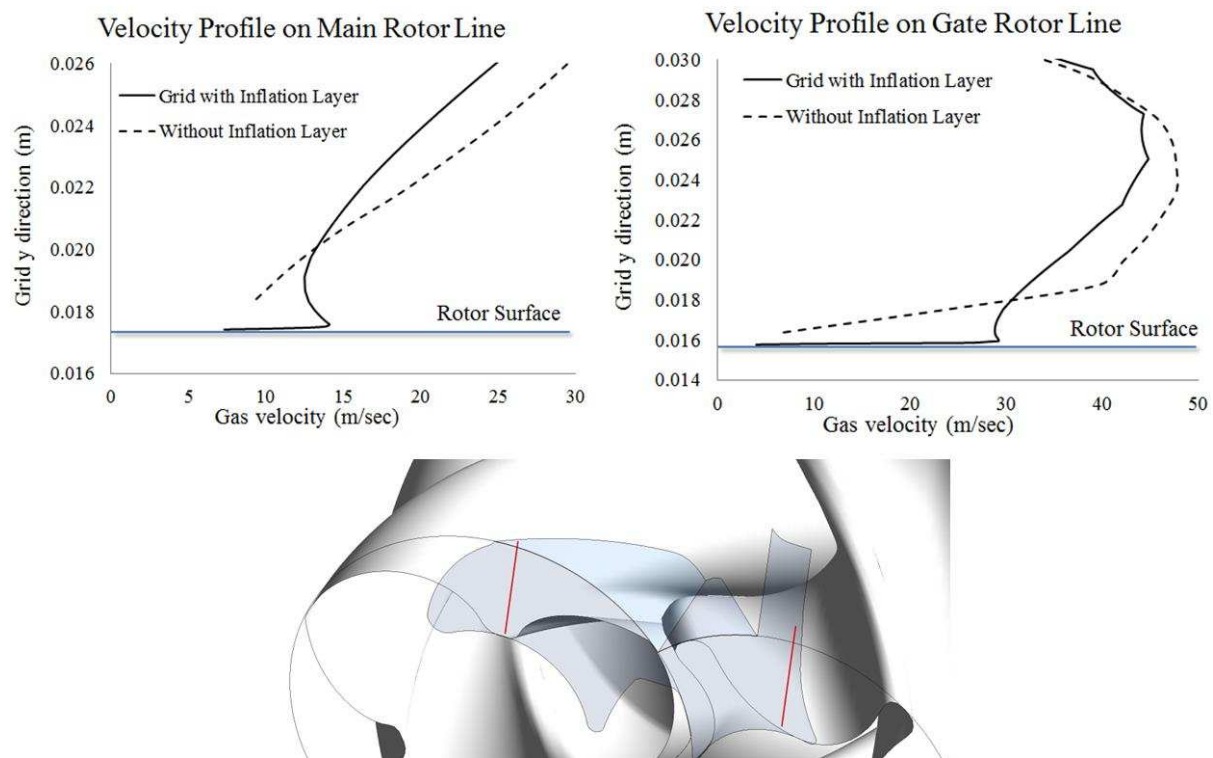 Velocity Profile on Main Rotor Line
Grid y direction (m)
0.026
0.024
0.022
0.020
0.018
0.016
Grid with Inflation Layer
Without Inflation Layer
Rotor Surface
0 5 10 15 20 25 30
Gas velocity (m/sec)
Velocity Profile on Gate Rotor Line
Grid y direction (m)
0.030
0.028
0.026
0.024
0.022
0.020
0.018
0.016
0.014
Grid with Inflation Layer
Without Inflation Layer
Rotor Surface
0 10 20 30 40 50
Gas velocity (m/sec)